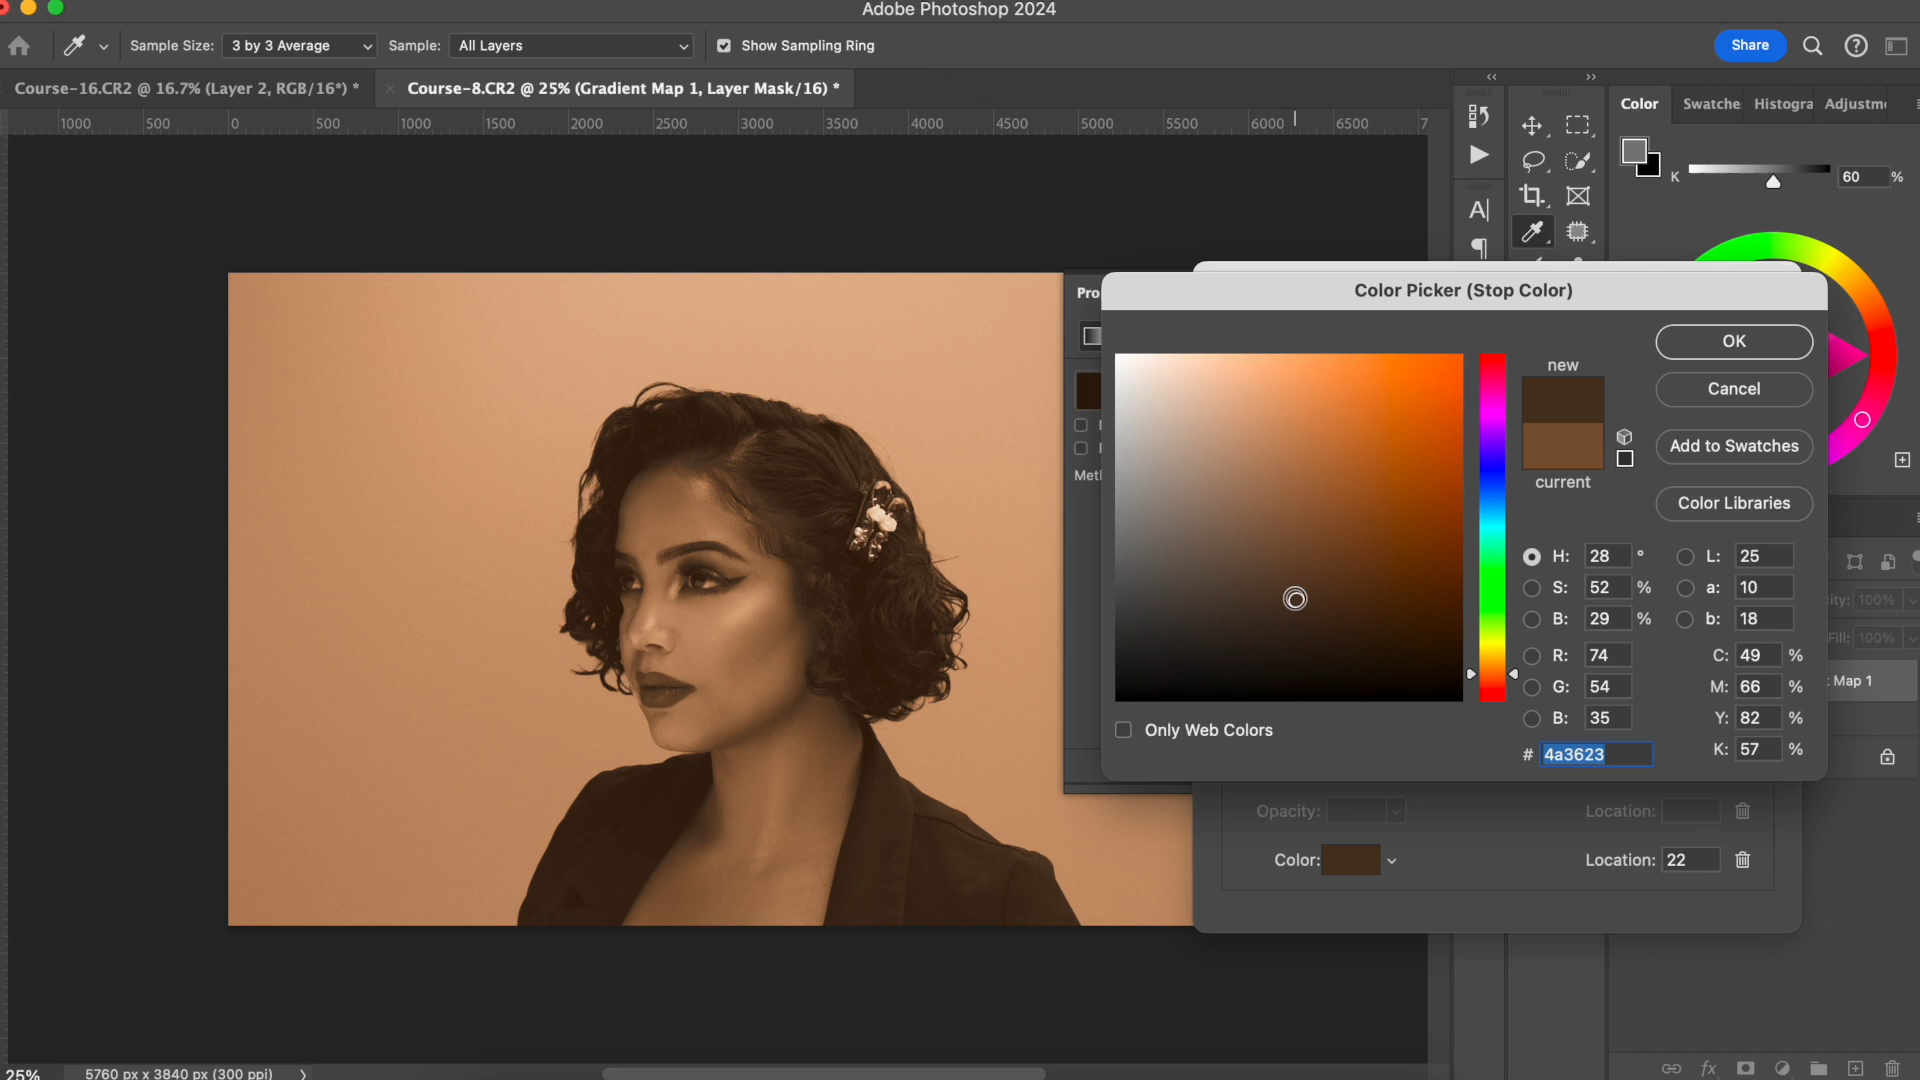 Adobe Photoshop 2024
Sample Size: 3 by 3 Average Sample: All Layers Show Sampling Ring Share
Course-16.CR2 @ 16.7% (Layer 2, RGB/16*) * Course-8.CR2 @ 25% (Gradient Map 1, Layer Mask/16) *
Color Swatche Histogra Adjustme
1000 500 0 500 1000 1500 2000 2500 3000 3500 4000 4500 5000 5500 6000 6500 7
K 60 %
Pro
Color Picker (Stop Color)
OK
new
Cancel
Add to Swatches
current
Color Libraries
Met
H: 28 ° L: 25
S: 52 % a: 10
B: 29 % b: 18
R: 74 C: 49 %
G: 54 M: 66 %
B: 35 Y: 82 %
# 4a3623 K: 57 %
Only Web Colors
city: 100%
Fill: 100%
Map 1
Opacity: Location:
Color: Location: 22
25% 5760 px x 3840 px (300 ppi)
fx